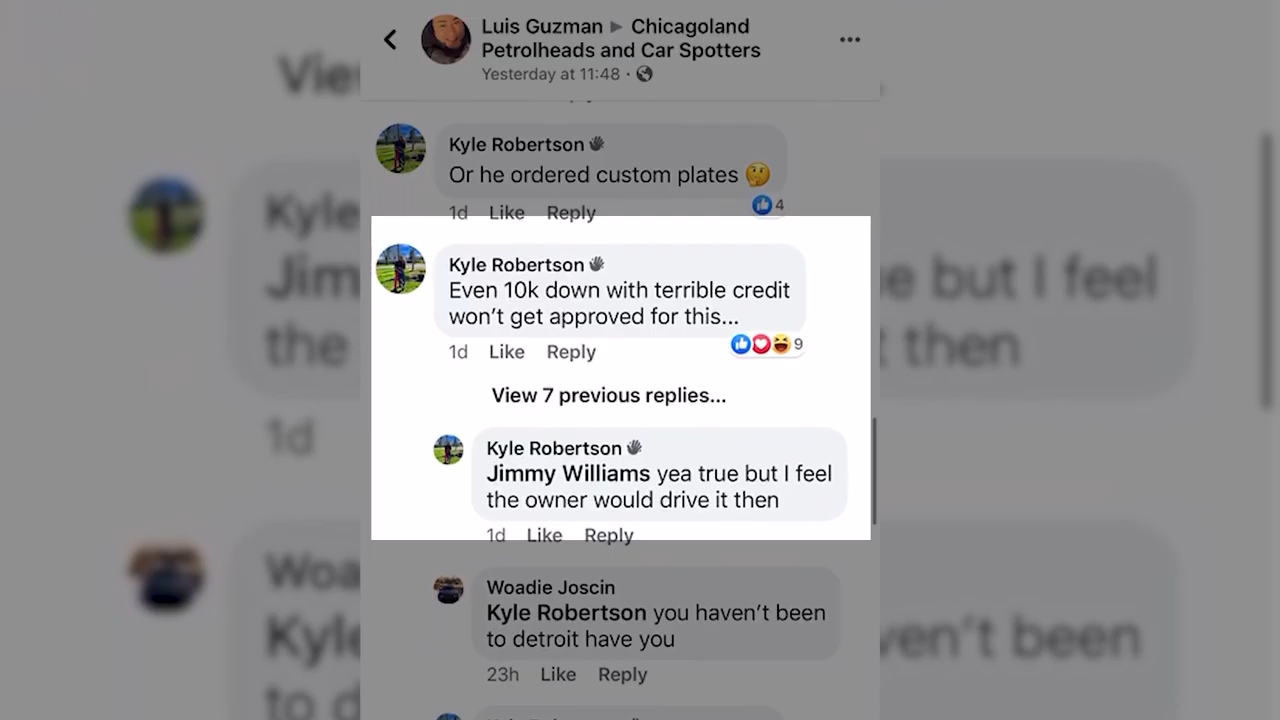 Luis Guzman ▸ Chicagoland
Petrolheads and Car Spotters
Yesterday at 11:48 ·
Kyle Robertson
Or he ordered custom plates 🤔
1d Like Reply
4
Kyle Robertson
Even 10k down with terrible credit
won't get approved for this...
9
1d Like Reply
View 7 previous replies...
Kyle Robertson
Jimmy Williams yea true but I feel
the owner would drive it then
1d Like Reply
Woadie Joscin
Kyle Robertson you haven't been
to detroit have you
23h Like Reply